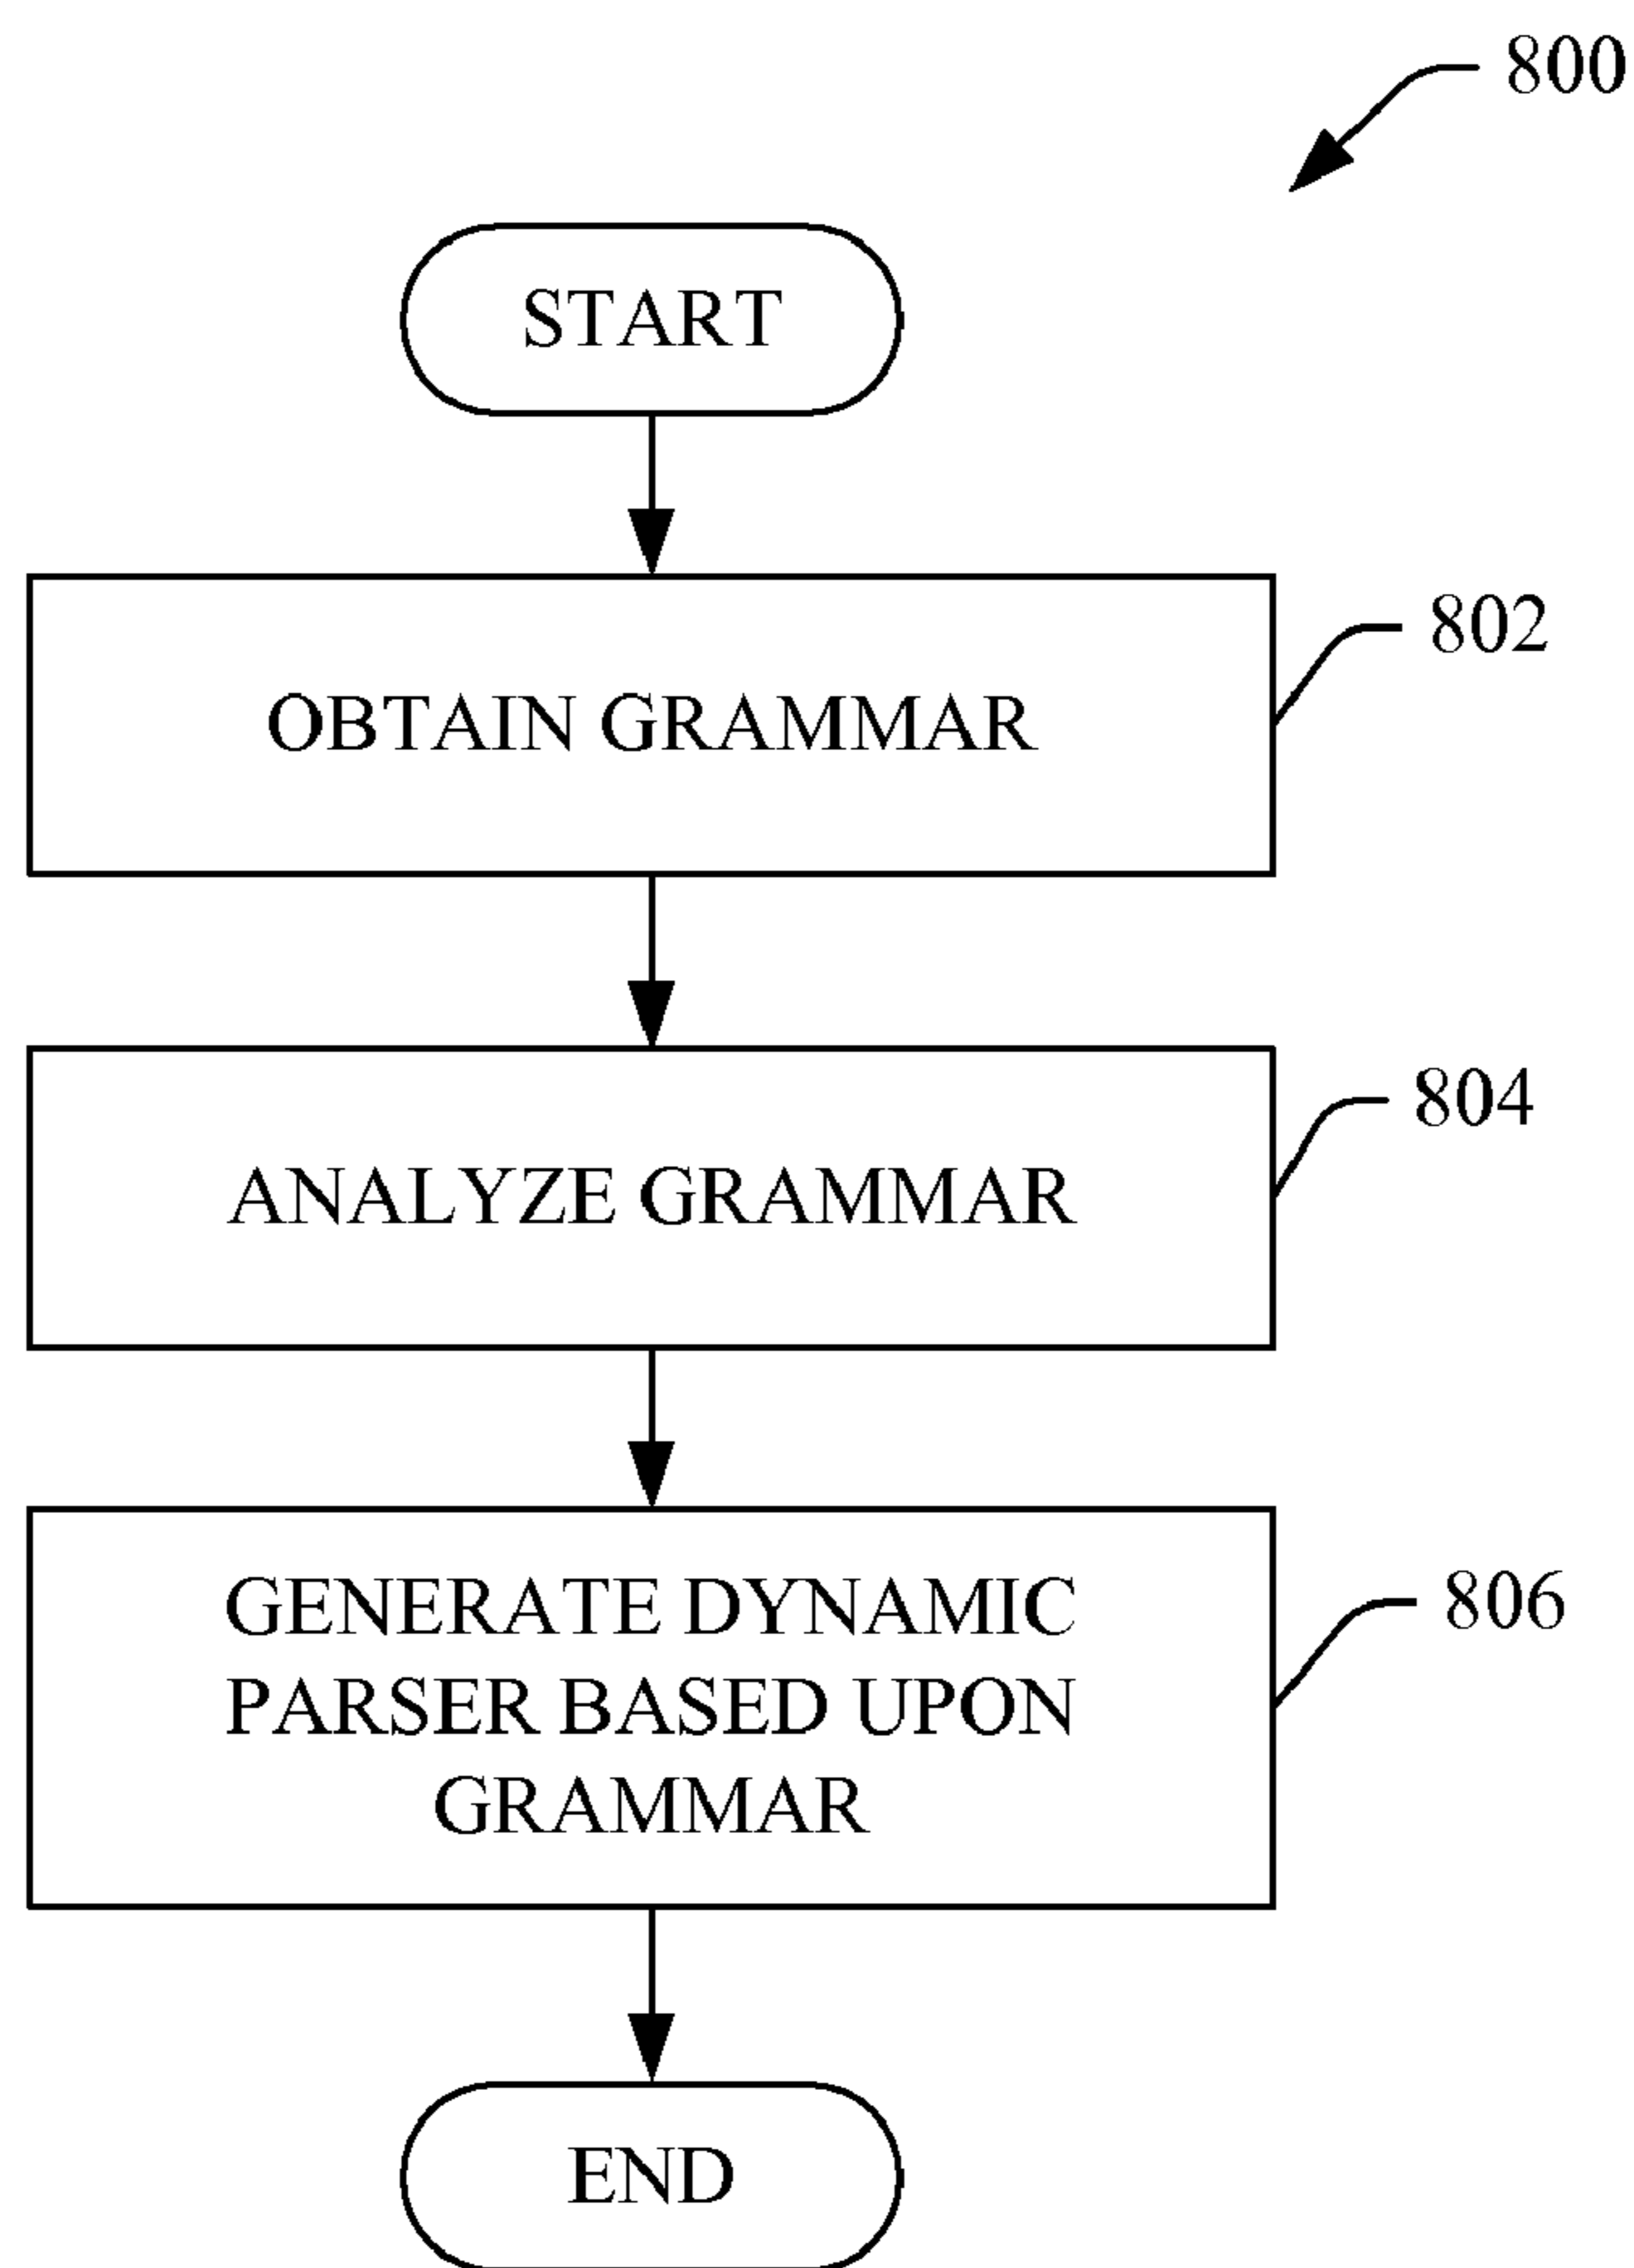 800
START
802
OBTAIN GRAMMAR
804
ANALYZE GRAMMAR
806
GENERATE DYNAMIC
PARSER BASED UPON
GRAMMAR
END